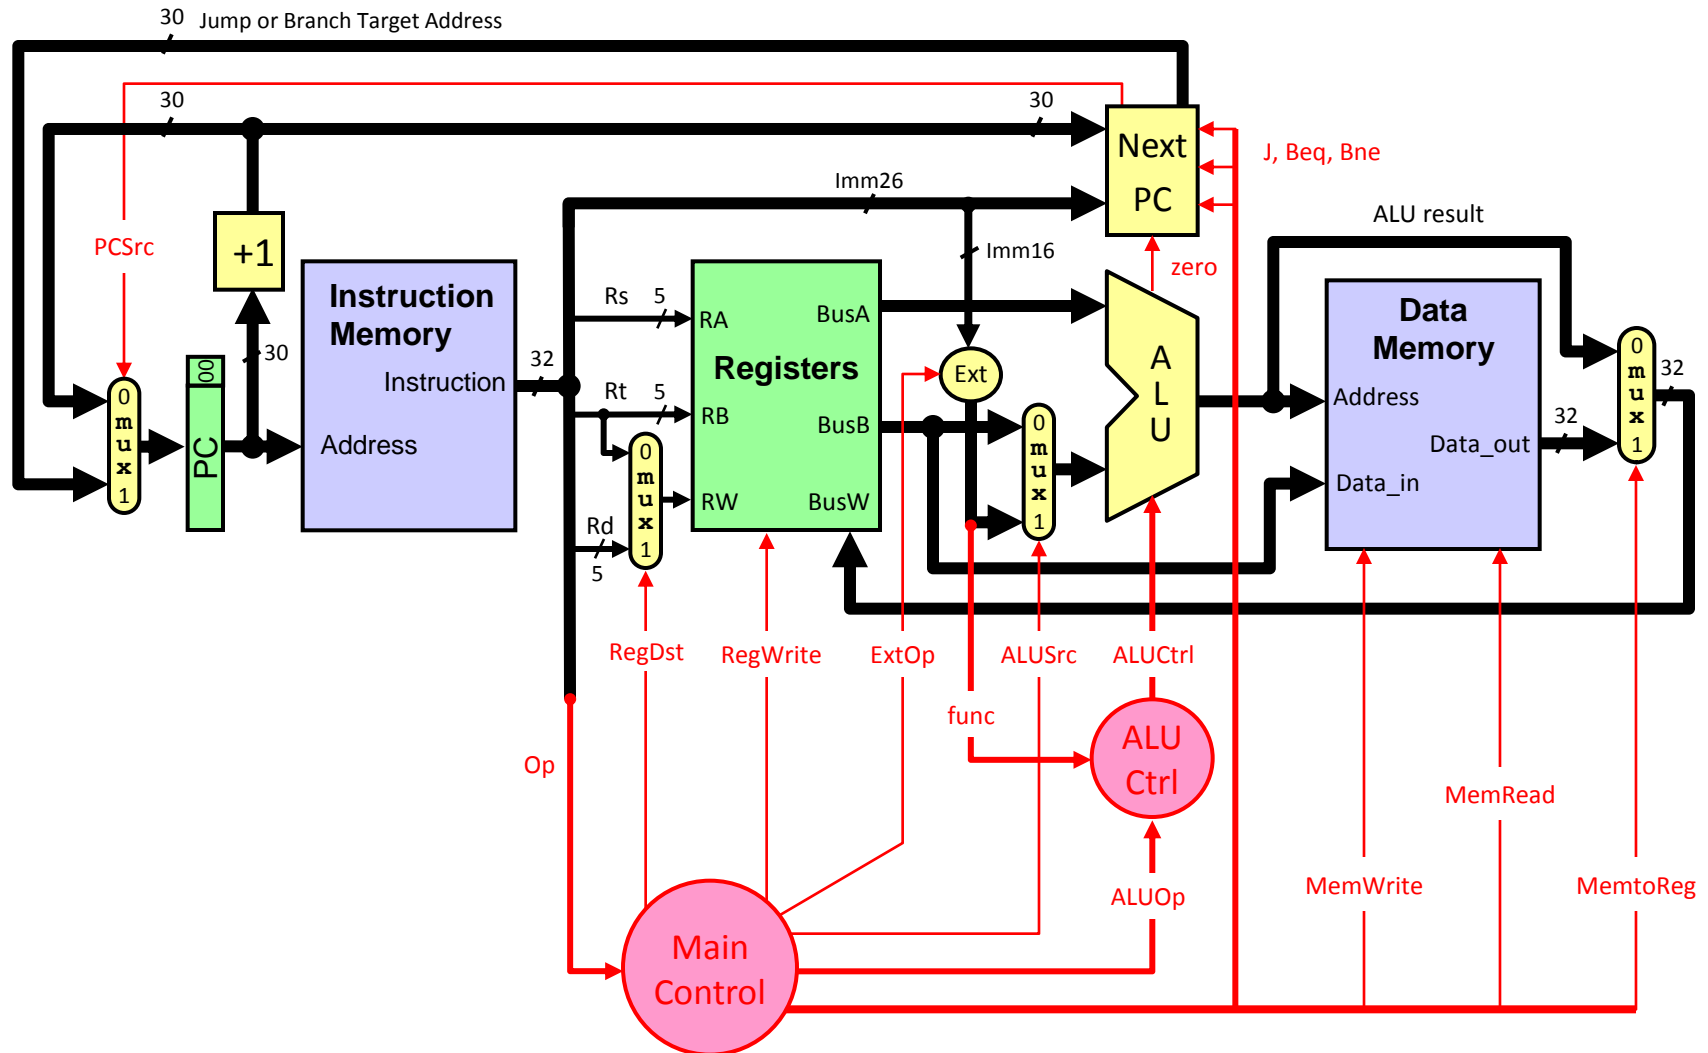 30 Jump or Branch Target Address
30
30
Next
PC
J, Beq, Bne
Imm26
ALU result
+1
PCSrc
Imm16
zero
Instruction
Memory
Rs 5
RA
BusA
Data
Memory
30
00
Instruction
32
Registers
Ext
A
L
U
0
m
u
x
1
32
0
m
u
x
1
PC
Address
Rt 5
RB
BusB
0
m
u
x
1
0
m
u
x
1
Address
Data_out
32
RW
BusW
Data_in
Rd
5
RegDst
RegWrite
ExtOp
ALUSrc
ALUCtrl
func
ALU
Ctrl
Op
MemRead
ALUOp
MemWrite
MemtoReg
Main
Control